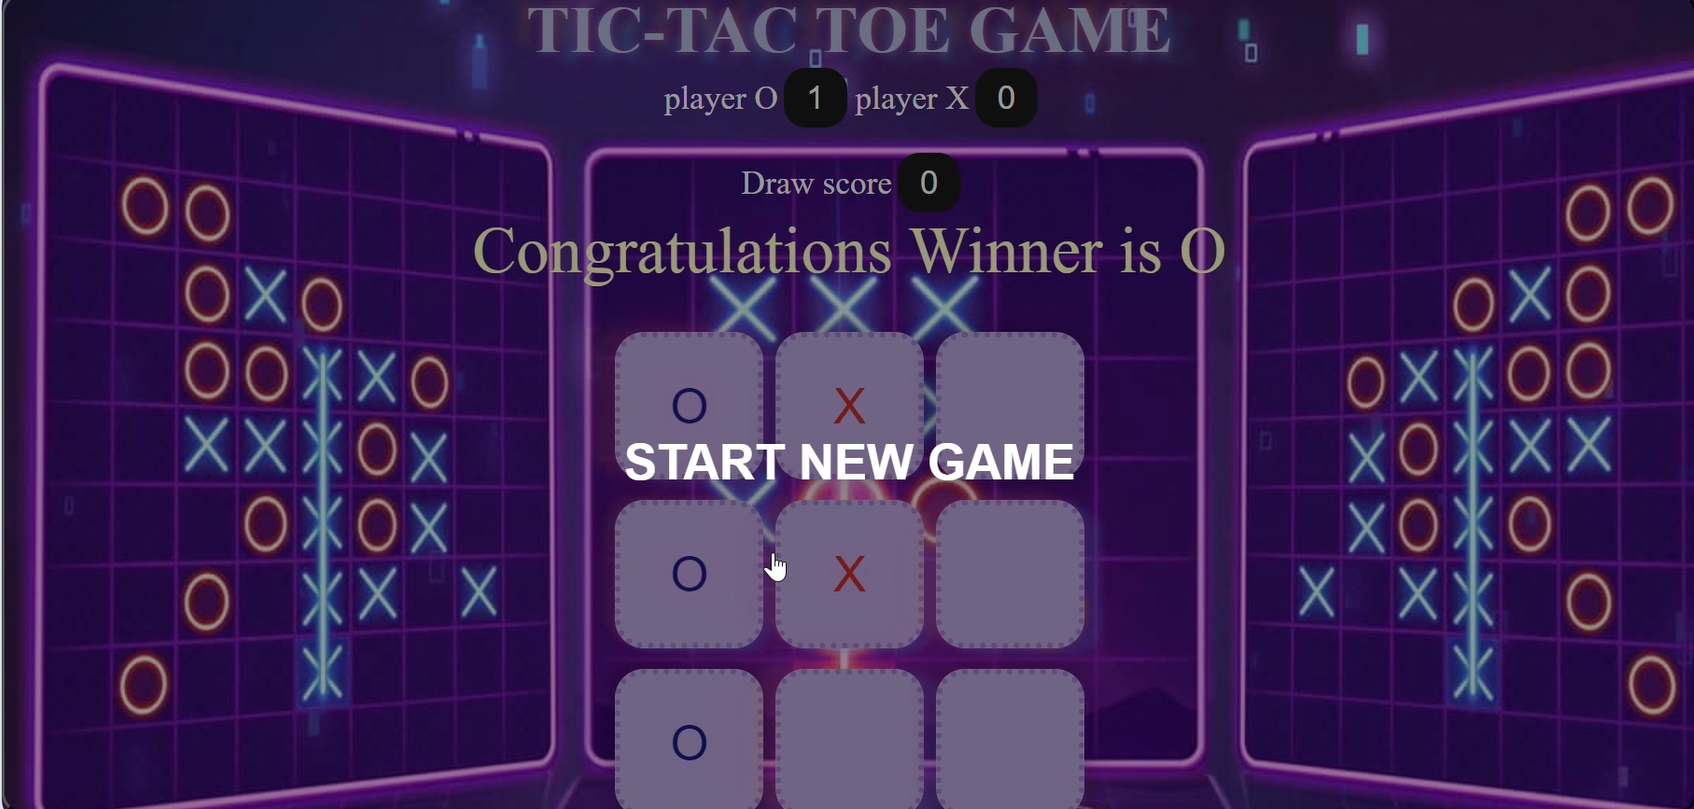 TIC-TAC TOE GAME
player O 1 player X 0
Draw score 0
Congratulations Winner is O
O X
START NEW GAME
O X
O